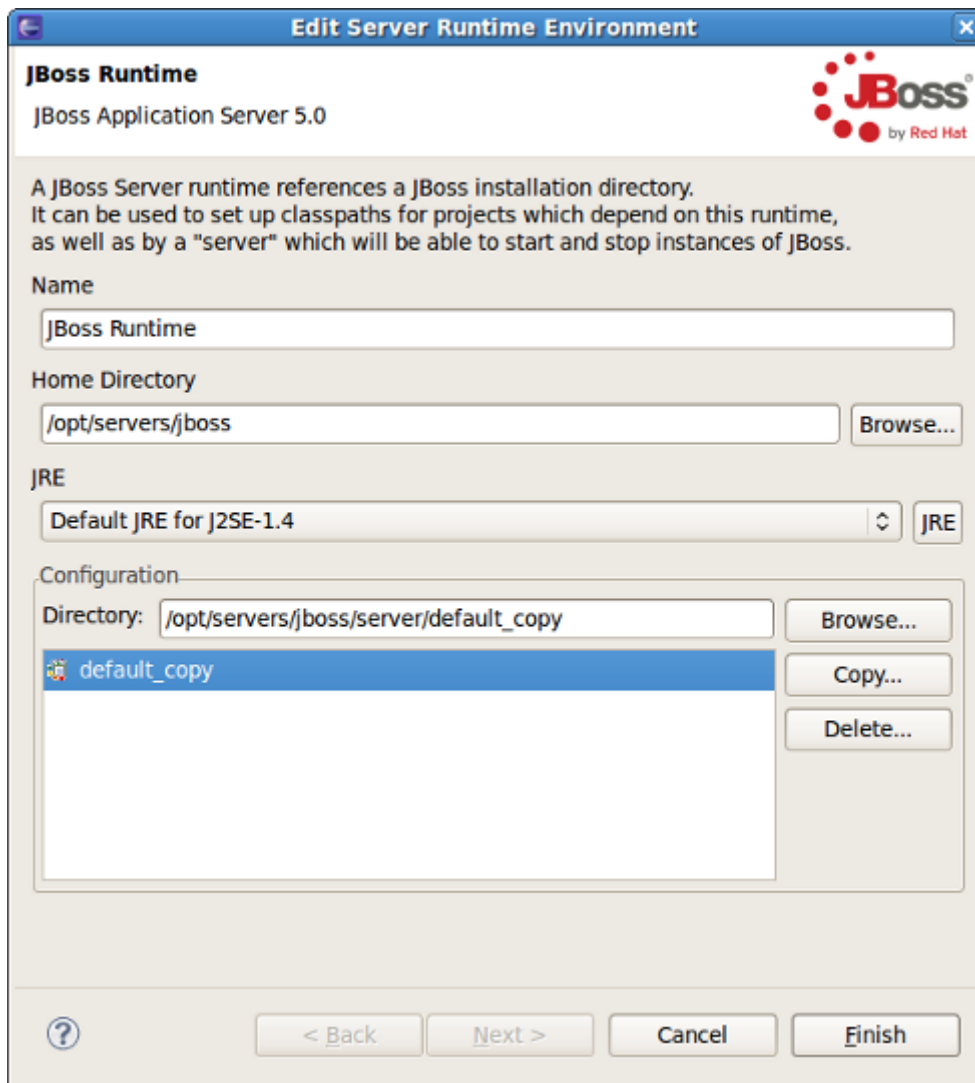 Edit Server Runtime Environment
JBoss Runtime
JBoss Application Server 5.0
JBoss®
by Red Hat
A JBoss Server runtime references a JBoss installation directory.
It can be used to set up classpaths for projects which depend on this runtime,
as well as by a "server" which will be able to start and stop instances of JBoss.
Name
JBoss Runtime
Home Directory
/opt/servers/jboss
Browse...
JRE
Default JRE for J2SE-1.4
JRE
Configuration
Directory:
/opt/servers/jboss/server/default_copy
Browse...
default_copy
Copy...
Delete...
< Back
Next >
Cancel
Finish